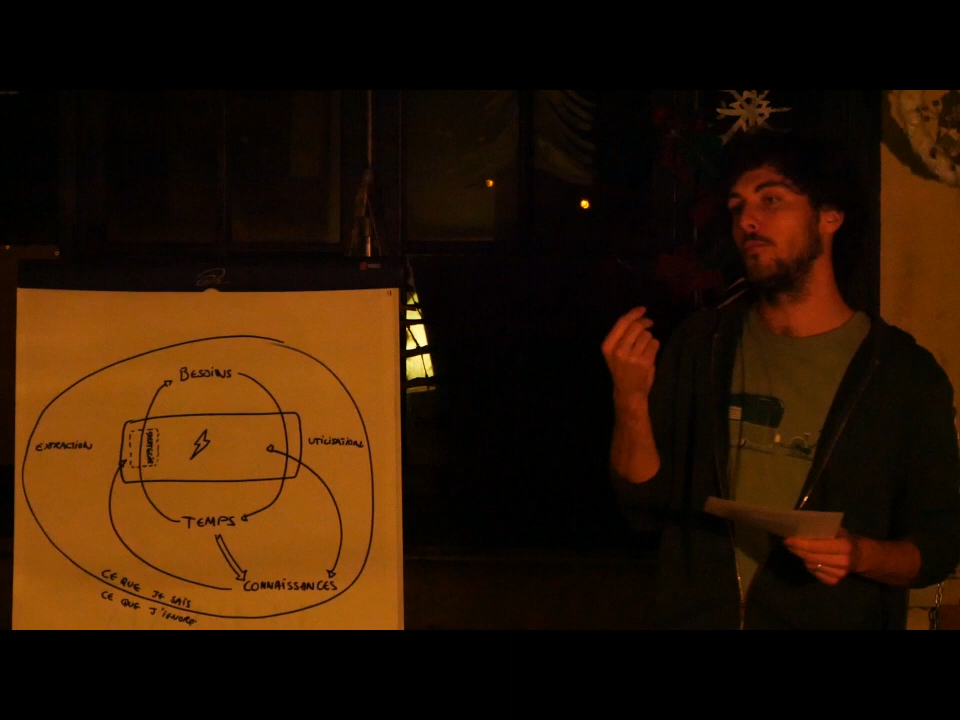 BESOINS
EXTRACTION
UTILISATION
TEMPS
CONNAISSANCES
CE QUE JE SAIS
CE QUE J'IGNORE